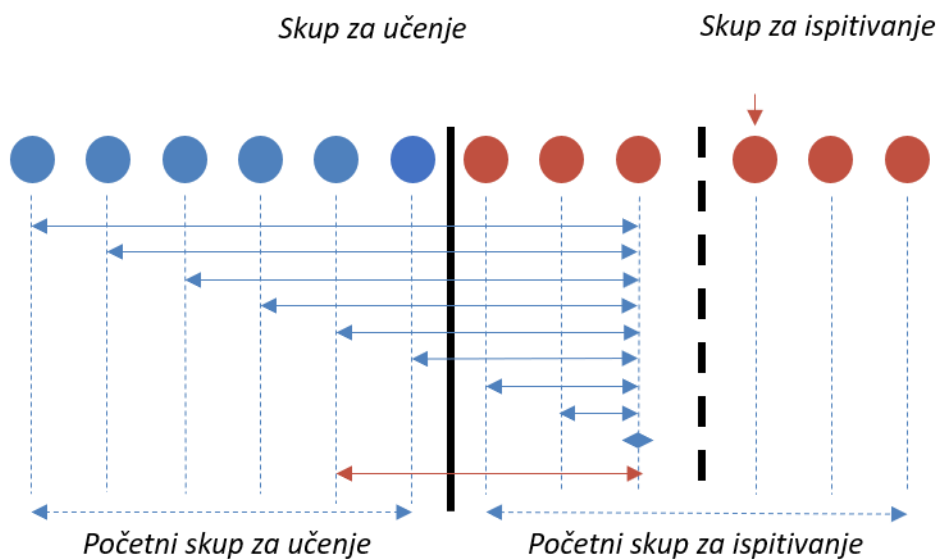 Skup za učenje
Skup za ispitivanje
Početni skup za učenje
Početni skup za ispitivanje